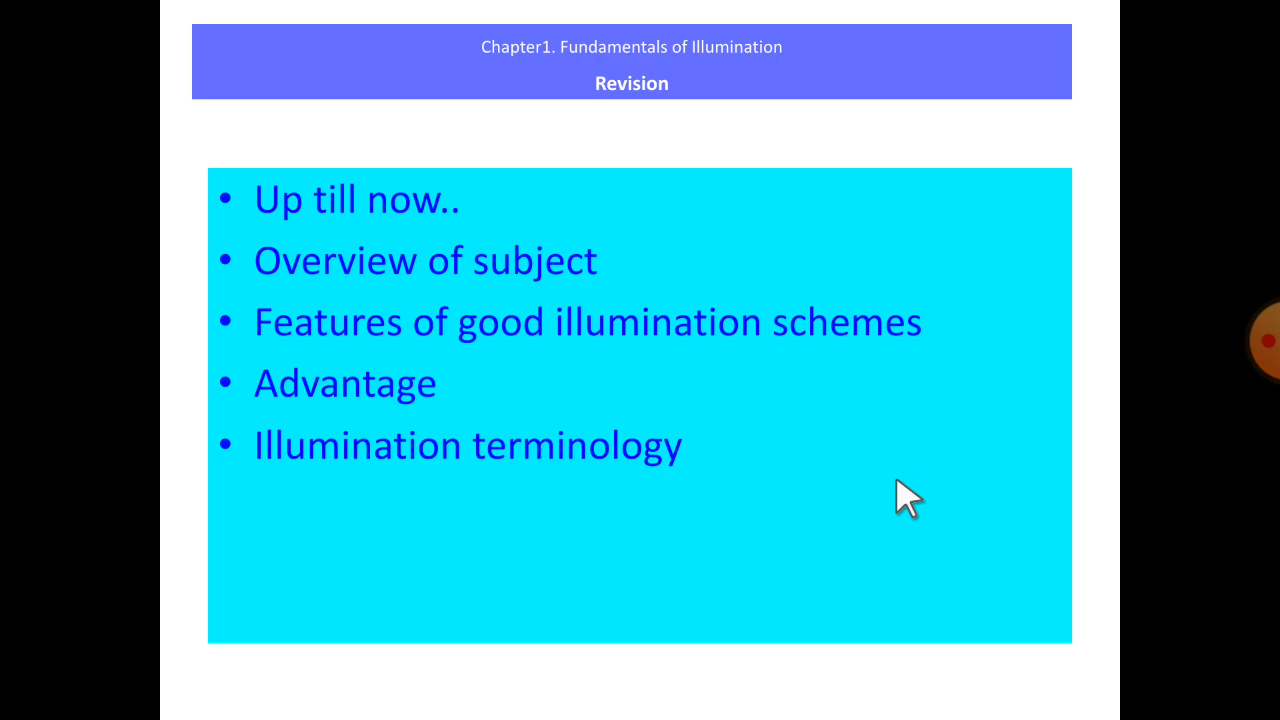 Chapter1. Fundamentals of Illumination
Revision
• Up till now..
• Overview of subject
• Features of good illumination schemes
• Advantage
• Illumination terminology